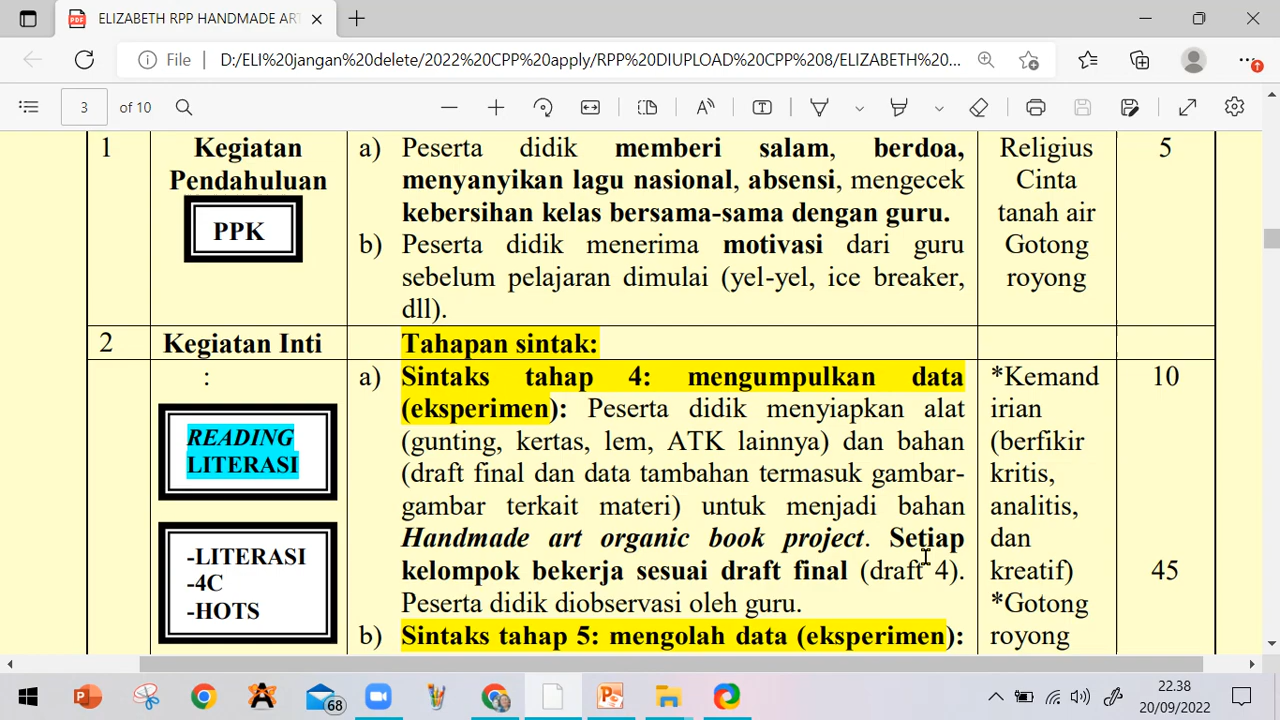 ELIZABETH RPP HANDMADE ART
File
D:/ELI%20jangan%20delete/2022%20CPP%20apply/RPP%20DIUPLOAD%20CPP%208/ELIZABETH%20...
3 of 10
1
Kegiatan
Pendahuluan
PPK
a) Peserta didik memberi salam, berdoa,
menyanyikan lagu nasional, absensi, mengecek
kebersihan kelas bersama-sama dengan guru.
b) Peserta didik menerima motivasi dari guru
sebelum pelajaran dimulai (yel-yel, ice breaker,
dll).
Religius
Cinta
tanah air
Gotong
royong
5
2
Kegiatan Inti
:
READING
LITERASI
-LITERASI
-4C
-HOTS
Tahapan sintak:
a) Sintaks tahap 4: mengumpulkan data
(eksperimen): Peserta didik menyiapkan alat
(gunting, kertas, lem, ATK lainnya) dan bahan
(draft final dan data tambahan termasuk gambar-
gambar terkait materi) untuk menjadi bahan
Handmade art organic book project. Setiap
kelompok bekerja sesuai draft final (draft 4).
Peserta didik diobservasi oleh guru.
b) Sintaks tahap 5: mengolah data (eksperimen):
*Kemand
irian
(berfikir
kritis,
analitis,
dan
kreatif)
*Gotong
royong
10
45
68
22.38
20/09/2022